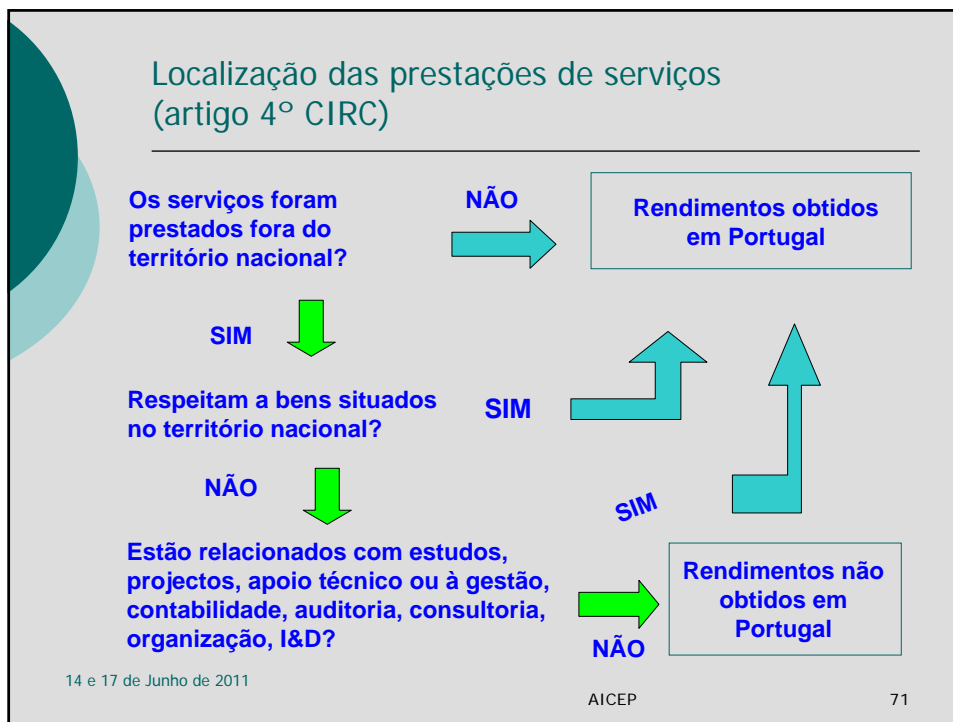 Localização das prestações de serviços
(artigo 4º CIRC)
Os serviços foram
prestados fora do
território nacional?
NÃO
Rendimentos obtidos
em Portugal
SIM
Respeitam a bens situados
no território nacional?
SIM
NÃO
SIM
Estão relacionados com estudos,
projectos, apoio técnico ou à gestão,
contabilidade, auditoria, consultoria,
organização, I&D?
NÃO
Rendimentos não
obtidos em
Portugal
14 e 17 de Junho de 2011
AICEP
71